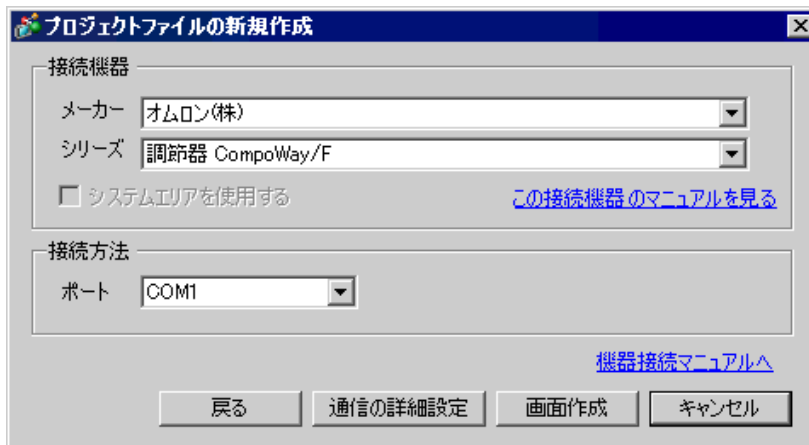 プロジェクトファイルの新規作成
接続機器
メーカー オムロン(株)
シリーズ 調節器 CompoWay/F
システムエリアを使用する この接続機器のマニュアルを見る
接続方法
ポート COM1
機器接続マニュアルへ
戻る 通信の詳細設定 画面作成 キャンセル